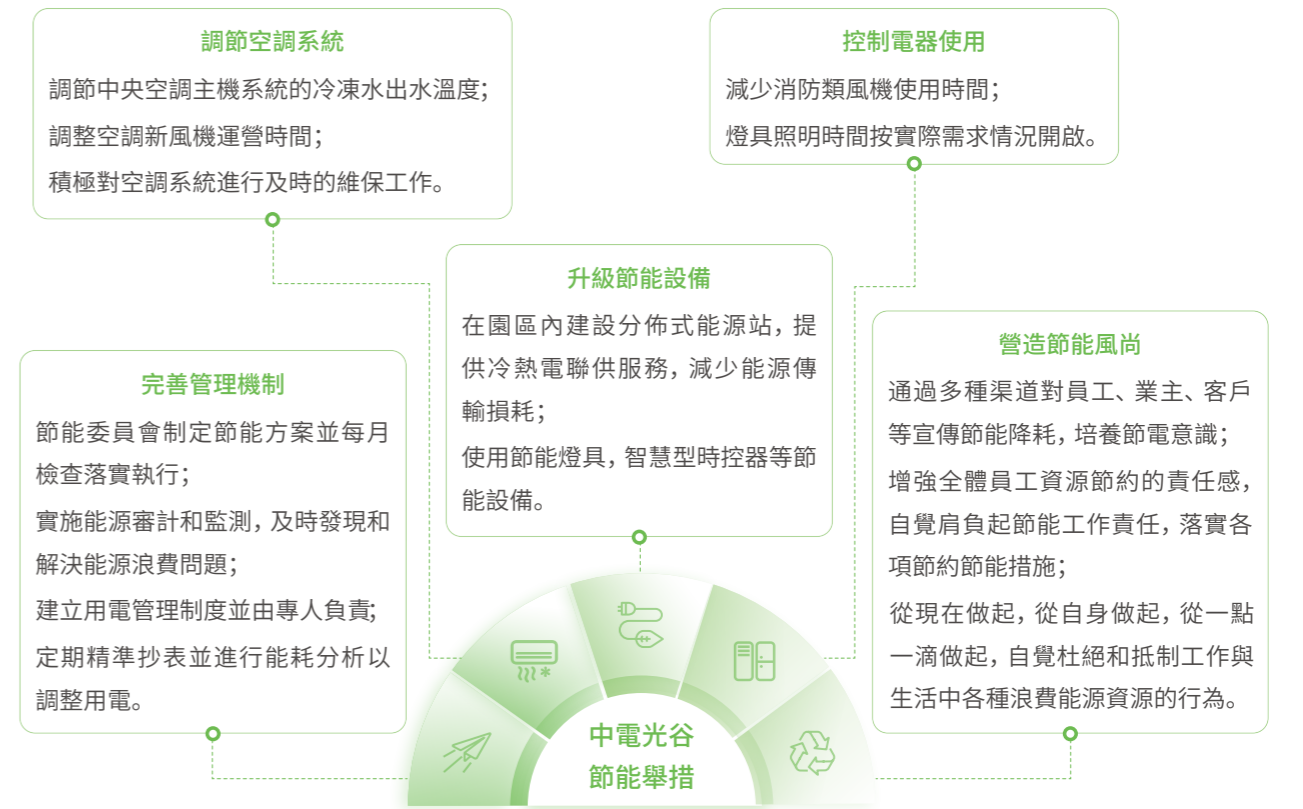 調節空調系統
調節中央空調主機系統的冷凍水出水溫度；
調整空調新風機運營時間；
積極對空調系統進行及時的維保工作。
控制電器使用
減少消防類風機使用時間；
燈具照明時間按實際需求情況開啟。
升級節能設備
在園區內建設分佈式能源站，提
供冷熱電聯供服務，減少能源傳
輸損耗；
使用節能燈具，智慧型時控器等節
能設備。
完善管理機制
節能委員會制定節能方案並每月
檢查落實執行；
實施能源審計和監測，及時發現和
解決能源浪費問題；
建立用電管理制度並由專人負責；
定期精準抄表並進行能耗分析以
調整用電。
營造節能風尚
通過多種渠道對員工、業主、客戶
等宣傳節能降耗，培養節電意識；
增強全體員工資源節約的責任感，
自覺肩負起節能工作責任，落實各
項節約節能措施；
從現在做起，從自身做起，從一點
一滴做起，自覺杜絕和抵制工作與
生活中各種浪費能源資源的行為。
中電光谷
節能舉措